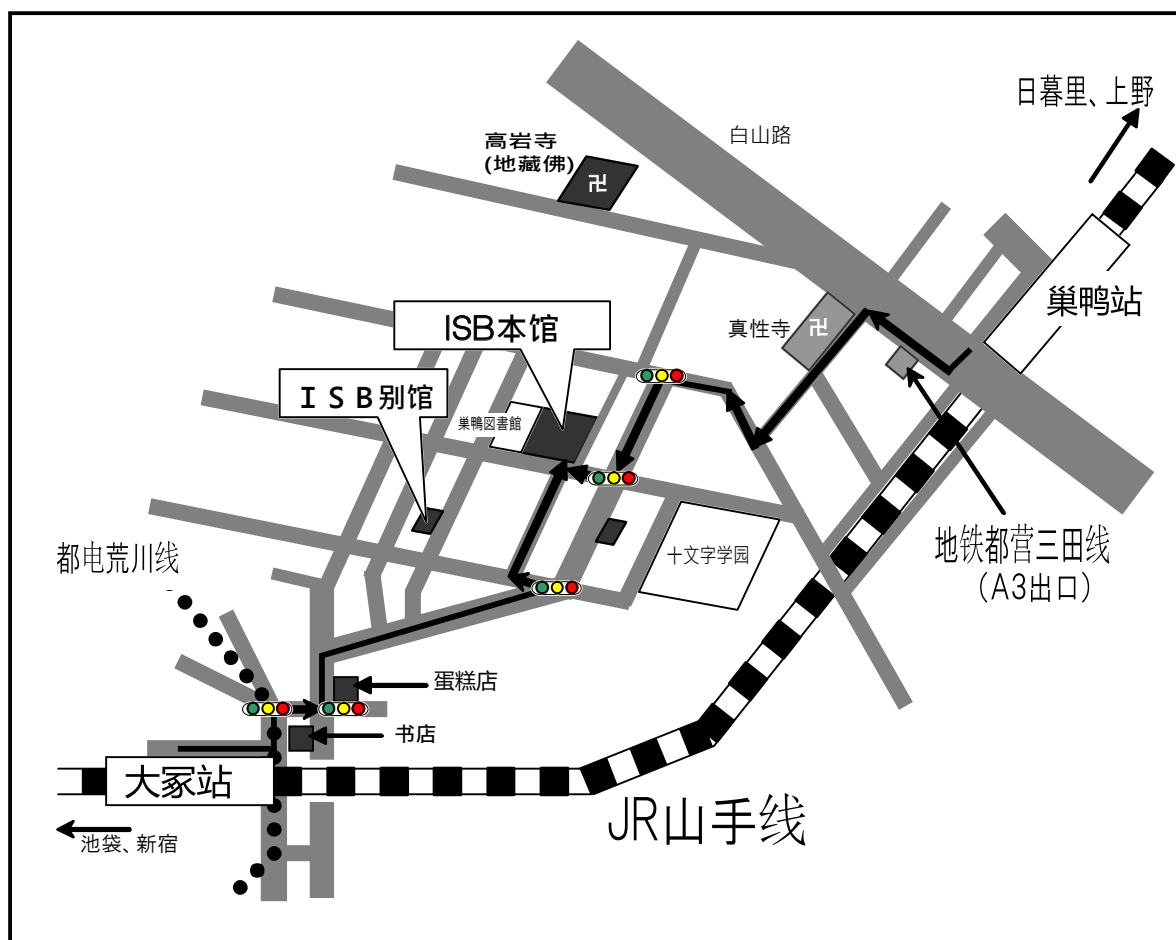 日暮里、上野
白山路
高岩寺
(地藏佛)
卍
巢鸭站
ISB本馆
真性寺
卍
ＩＳＢ别馆
巣鴨図書館
地铁都营三田线
(A3出口)
十文字学园
都电荒川线
蛋糕店
书店
大冢站
JR山手线
池袋、新宿